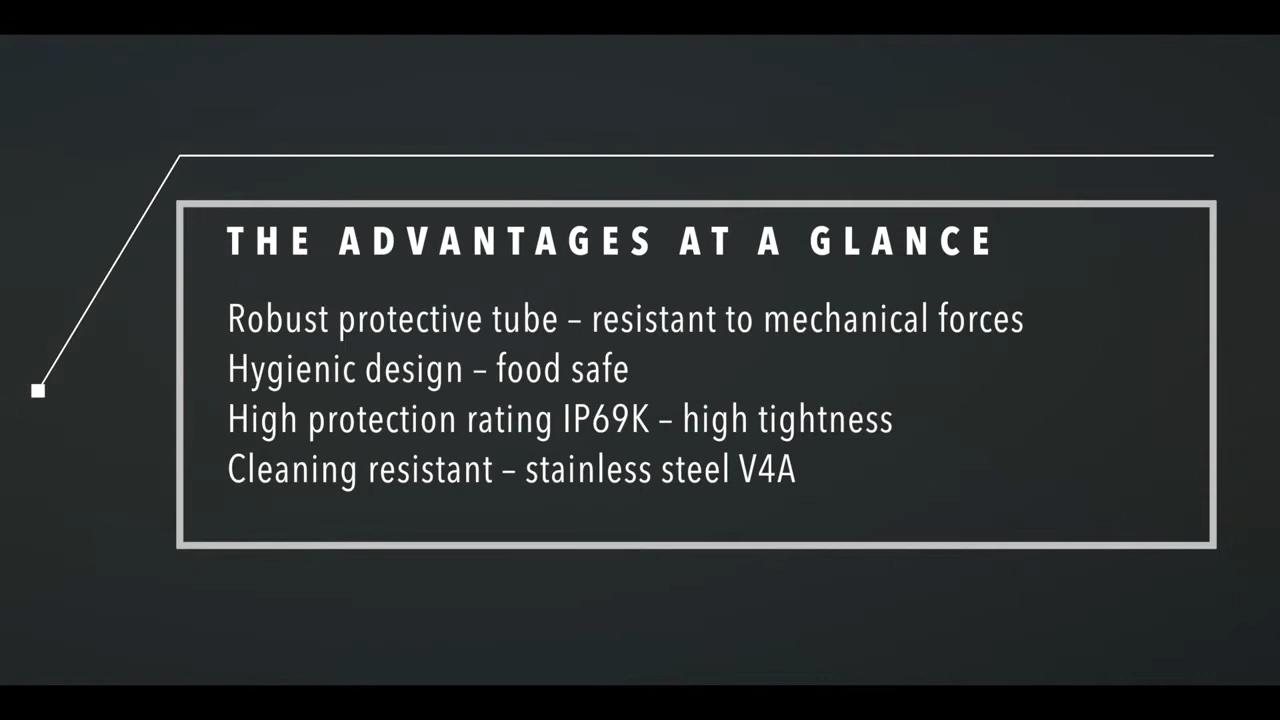 THE ADVANTAGES AT A GLANCE
Robust protective tube – resistant to mechanical forces
Hygienic design – food safe
High protection rating IP69K – high tightness
Cleaning resistant – stainless steel V4A